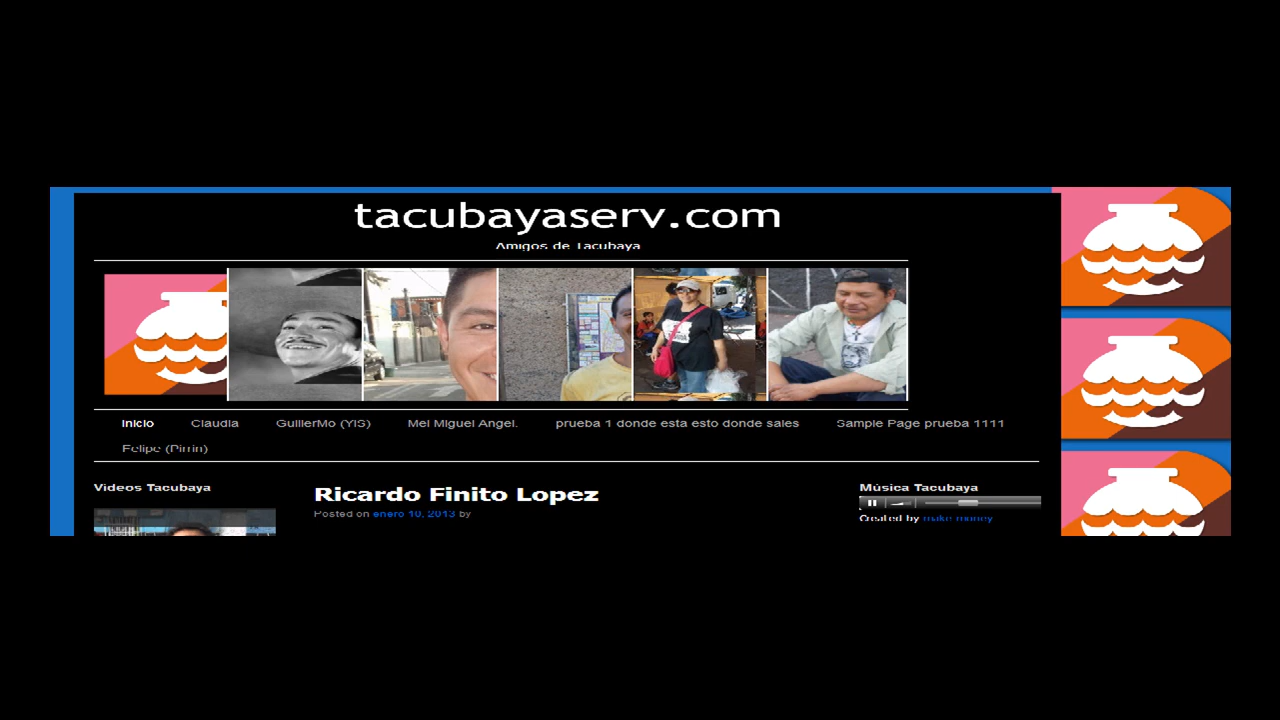 tacubayaserv.com
Amigos de Tacubaya
Inicio Claudia GuillerMo (YIS) Mei Miguel Angel. prueba 1 donde esta esto donde sales Sample Page prueba 1111
Felipe (Pirrin)
Videos Tacubaya
Ricardo Finito Lopez
Posted on enero 10, 2013 by
Música Tacubaya
Created by make money